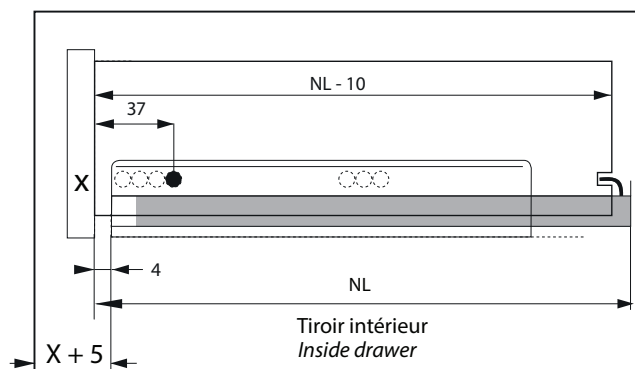 NL - 10
37
X
4
NL
Tiroir intérieur
Inside drawer
X + 5